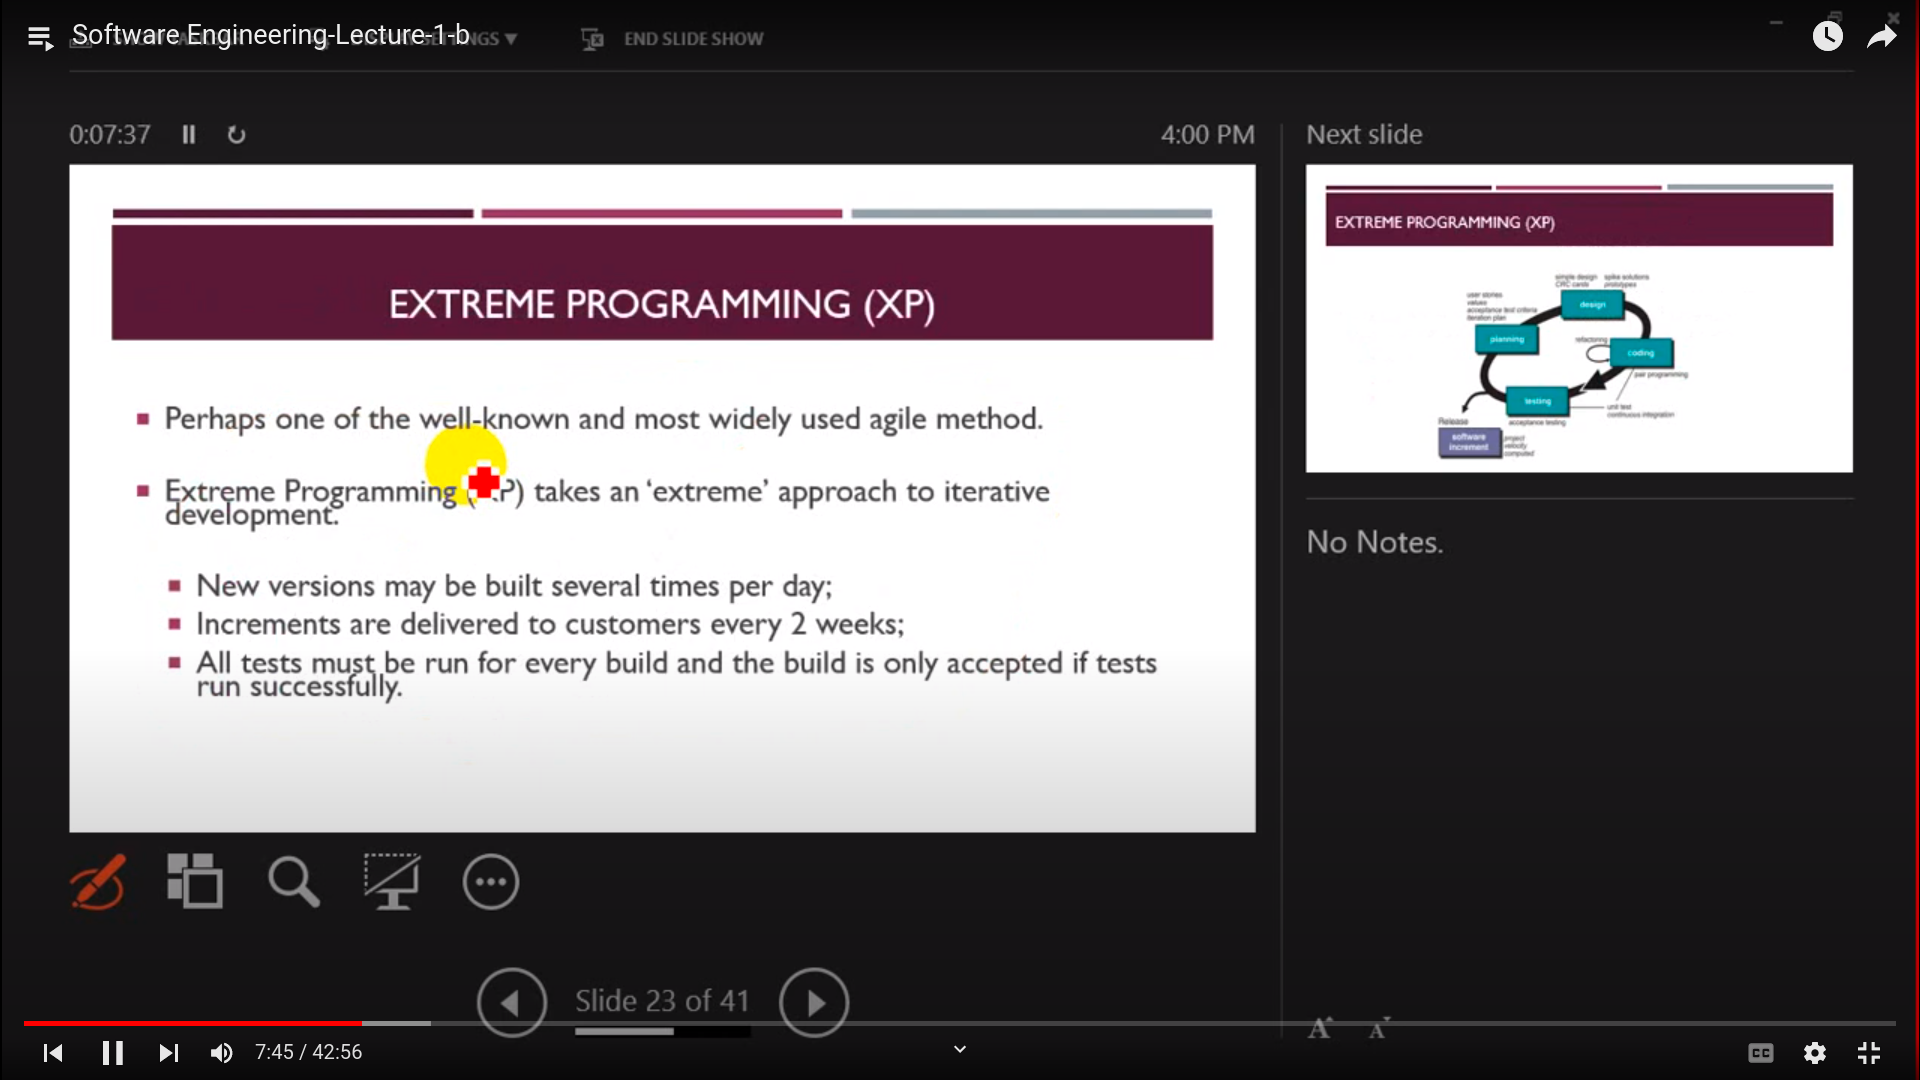 Software Engineering-Lecture-1-b
END SLIDE SHOW
0:07:37
4:00 PM
Next slide
EXTREME PROGRAMMING (XP)
Perhaps one of the well-known and most widely used agile method.
Extreme Programming takes an ‘extreme’ approach to iterative
development.
New versions may be built several times per day;
Increments are delivered to customers every 2 weeks;
All tests must be run for every build and the build is only accepted if tests
run successfully.
EXTREME PROGRAMMING (XP)
simple design spike solutions
CRC cards prototypes
user stories
values
acceptance test criteria
iteration plan
design
planning
refactoring
coding
pair programming
testing
unit test
continuous integration
Release
acceptance testing
software
increment
project
velocity
computed
No Notes.
Slide 23 of 41
A A
7:45 / 42:56
CC